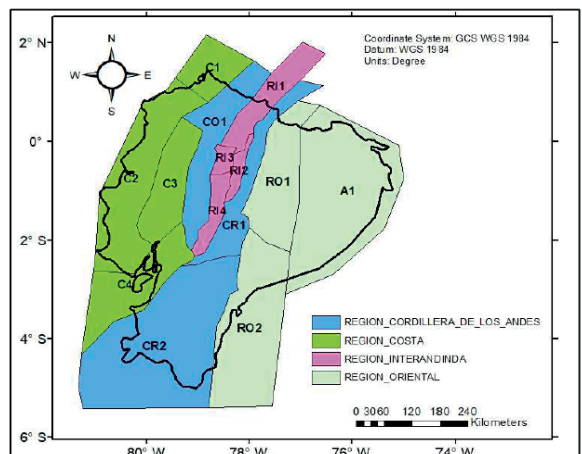 Coordinate System: GCS WGS 1984
Datum: WGS 1984
Units: Degree
N
W
E
S
2° N
0°
2° S
4° S
6° S
C1
RI1
CO1
RI3
RI2
C2
C3
RO1
A1
RI4
CR1
C4
RO2
CR2
REGION_CORDILLERA_DE_LOS_ANDES
REGION_COSTA
REGION_INTERANDINDA
REGION_ORIENTAL
0 30 60 120 180 240
Kilometers
80° W 78° W 76° W 74° W